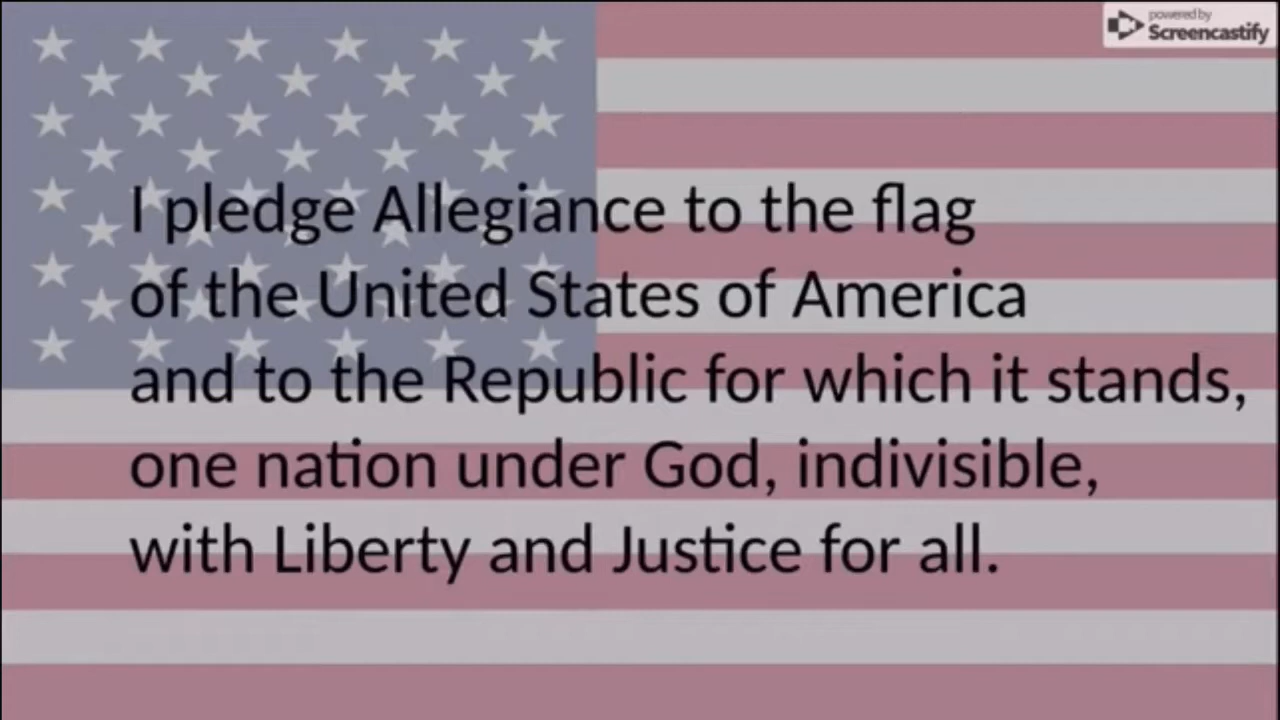 powered by
Screencastify
I pledge Allegiance to the flag
of the United States of America
and to the Republic for which it stands,
one nation under God, indivisible,
with Liberty and Justice for all.